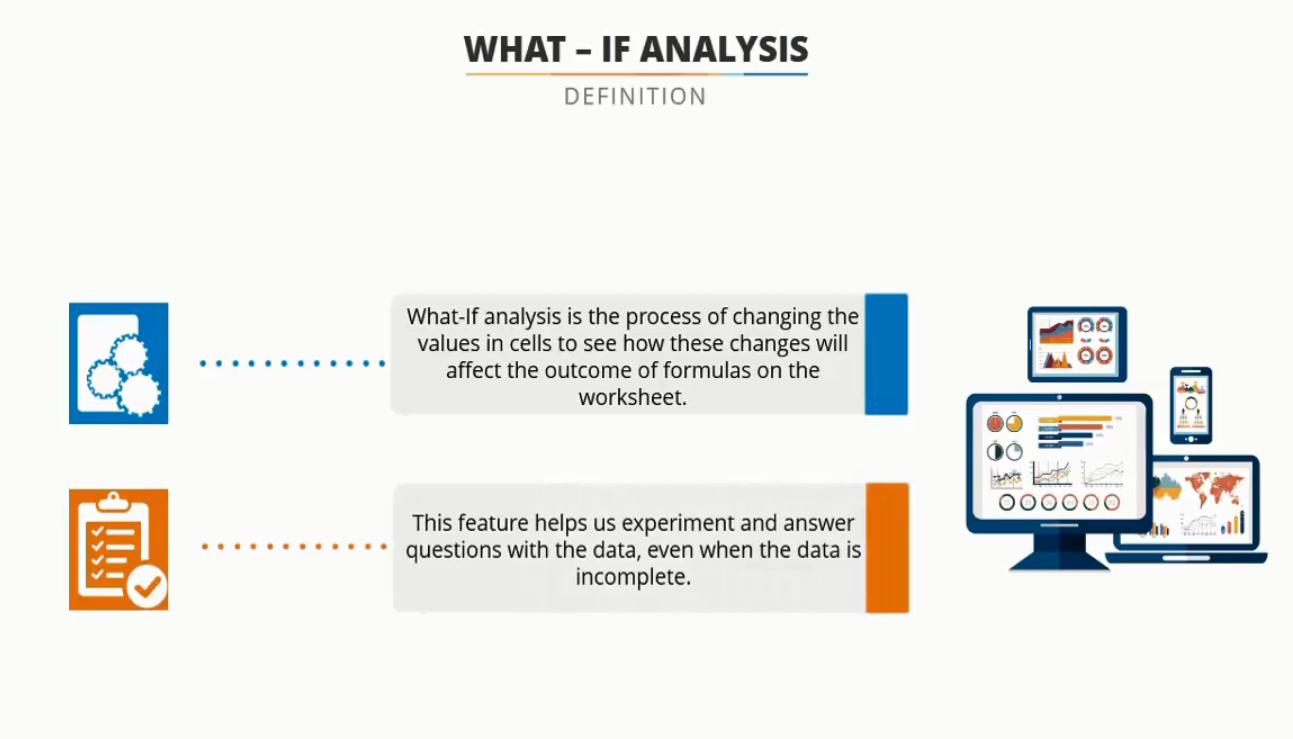 WHAT – IF ANALYSIS
DEFINITION
What-If analysis is the process of changing the
values in cells to see how these changes will
affect the outcome of formulas on the
worksheet.
This feature helps us experiment and answer
questions with the data, even when the data is
incomplete.